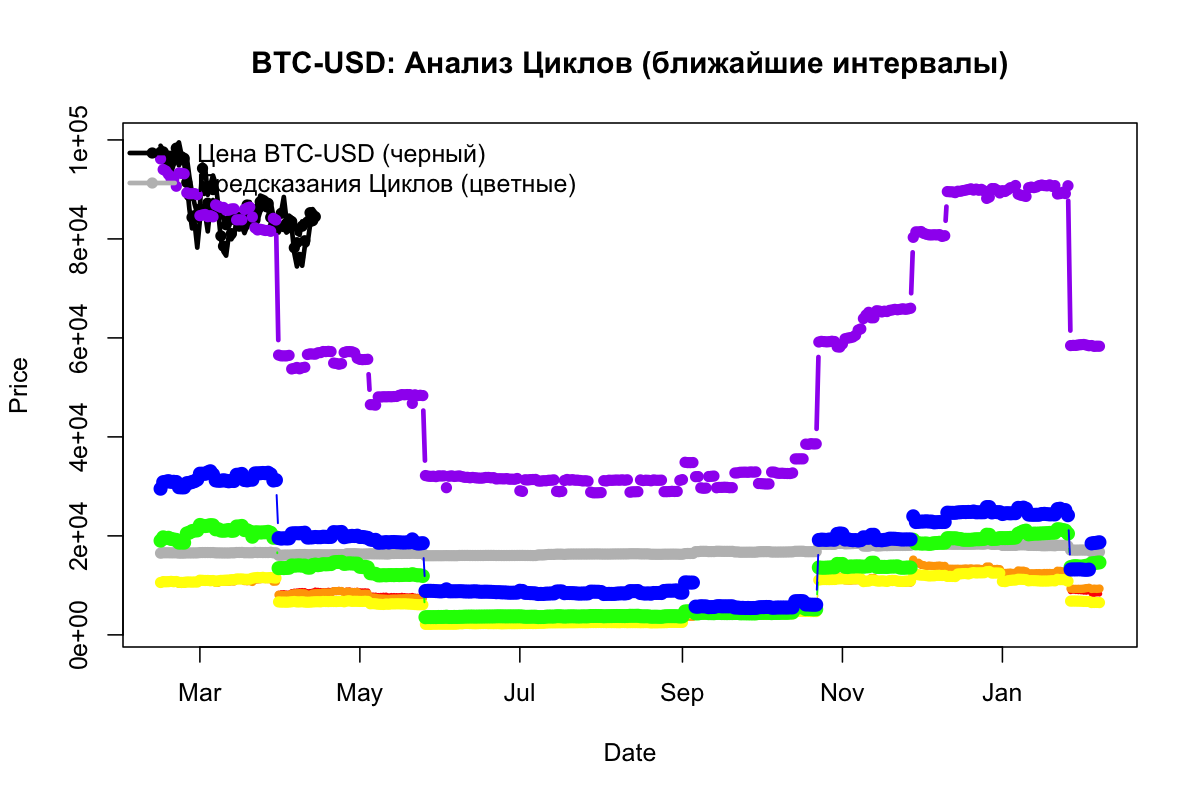 BTC-USD: Анализ Циклов (ближайшие интервалы)
Цена BTC-USD (черный)
Предсказания Циклов (цветные)
Price
1e+05
8e+04
6e+04
4e+04
2e+04
0e+00
Mar May Jul Sep Nov Jan
Date